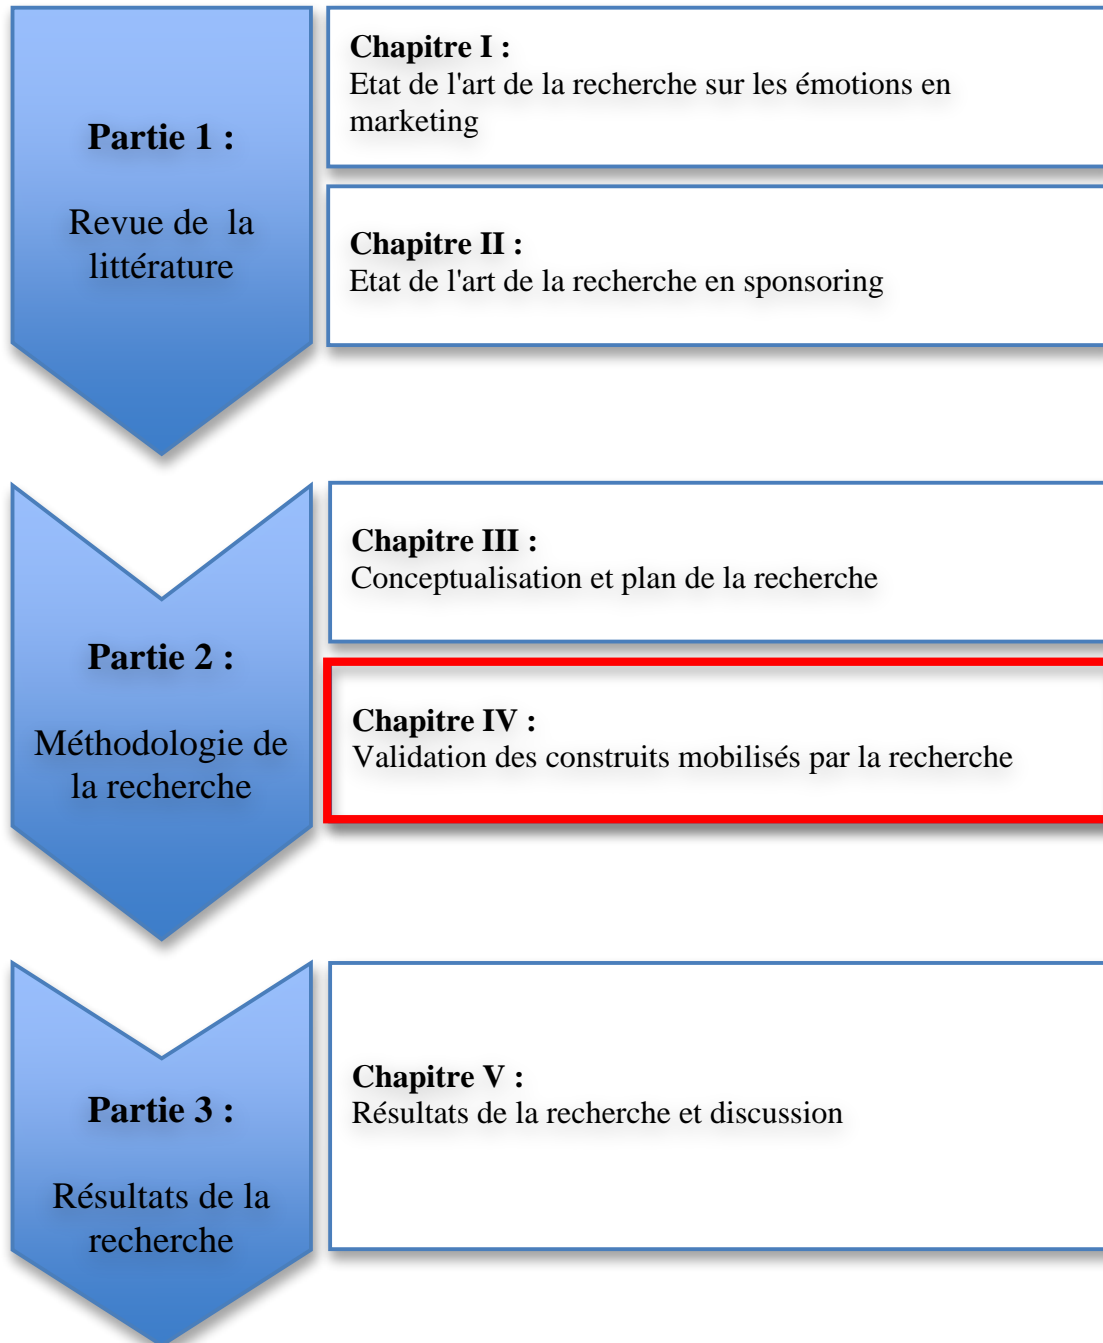 Partie 1 :
Revue de la
littérature
Chapitre I :
Etat de l'art de la recherche sur les émotions en
marketing
Chapitre II :
Etat de l'art de la recherche en sponsoring
Partie 2 :
Méthodologie de
la recherche
Chapitre III :
Conceptualisation et plan de la recherche
Chapitre IV :
Validation des construits mobilisés par la recherche
Partie 3 :
Résultats de la
recherche
Chapitre V :
Résultats de la recherche et discussion